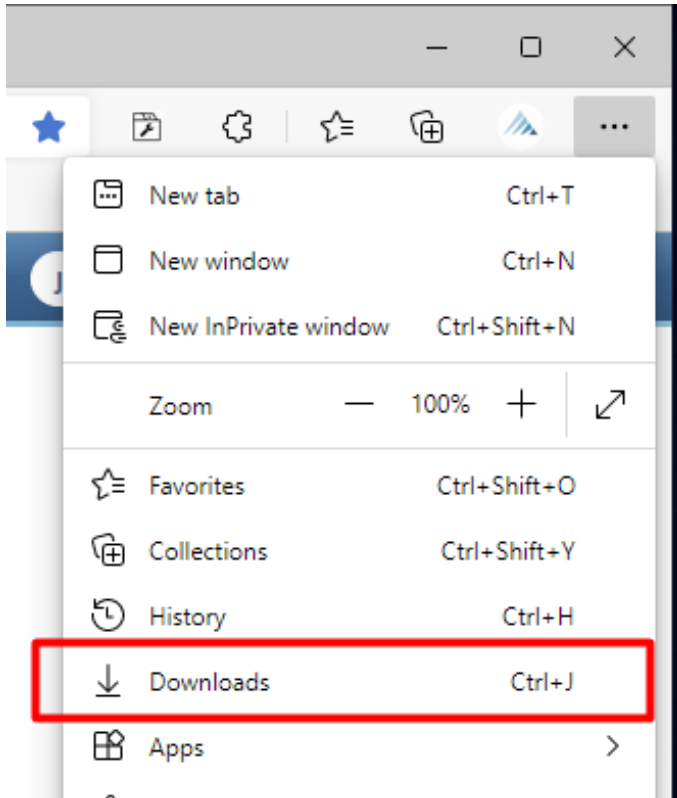 J
New tab Ctrl+T
New window Ctrl+N
New InPrivate window Ctrl+Shift+N
Zoom — 100% +
Favorites Ctrl+Shift+O
Collections Ctrl+Shift+Y
History Ctrl+H
Downloads Ctrl+J
Apps